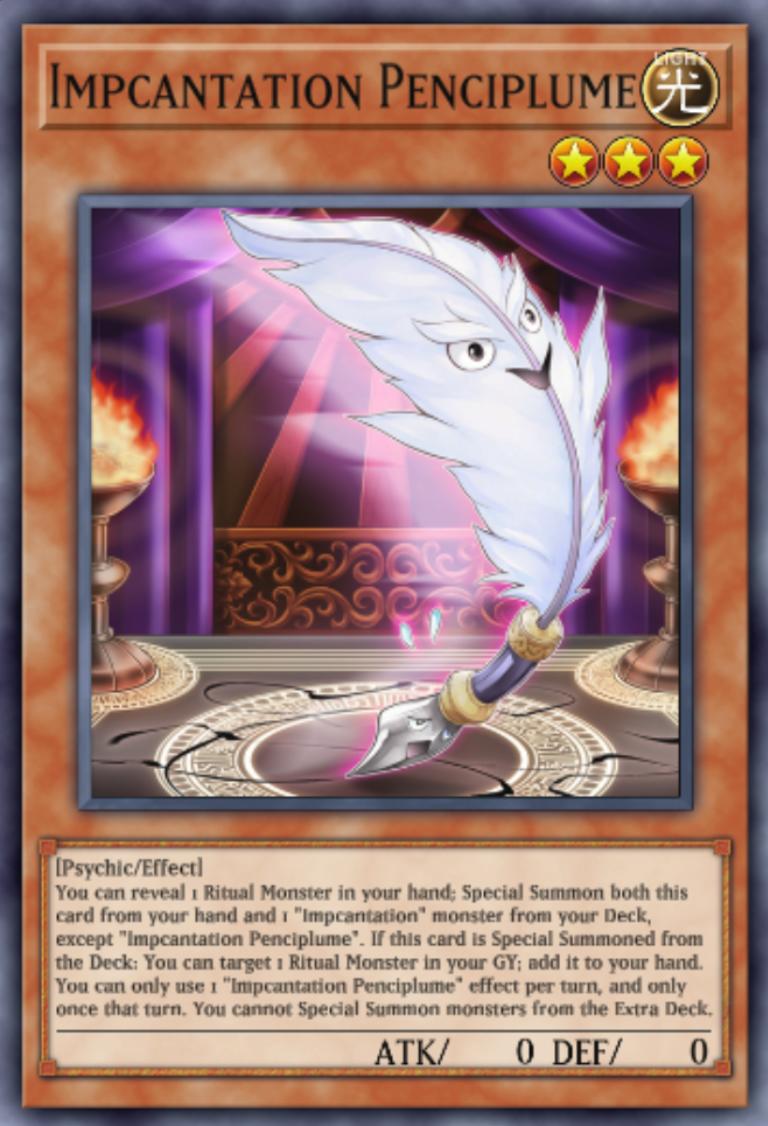 IMPCANTATION PENCIPLUME
LIGHT
光
[Psychic/Effect]
You can reveal 1 Ritual Monster in your hand; Special Summon both this
card from your hand and 1 "Impcantation" monster from your Deck,
except "Impcantation Penciplume". If this card is Special Summoned from
the Deck: You can target 1 Ritual Monster in your GY; add it to your hand.
You can only use 1 "Impcantation Penciplume" effect per turn, and only
once that turn. You cannot Special Summon monsters from the Extra Deck.
ATK/ 0 DEF/ 0